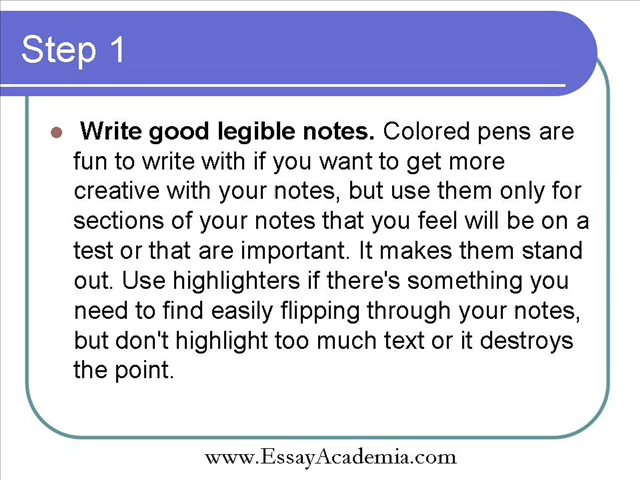 Step 1
Write good legible notes. Colored pens are
fun to write with if you want to get more
creative with your notes, but use them only for
sections of your notes that you feel will be on a
test or that are important. It makes them stand
out. Use highlighters if there's something you
need to find easily flipping through your notes,
but don't highlight too much text or it destroys
the point.
www.EssayAcademia.com